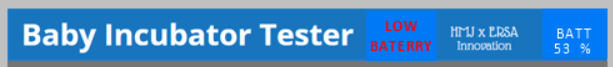 Baby Incubator Tester
LOW
BATERRY
HMJ x ERSA
Innovation
BATT
53 %